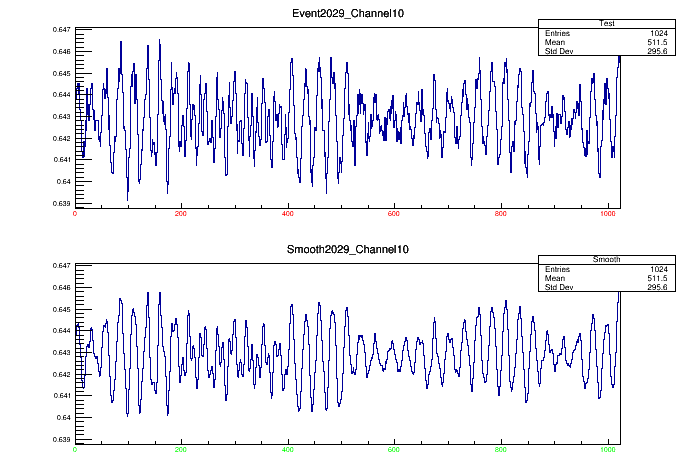 Event2029_Channel10
Test
Entries 1024
Mean 511.5
Std Dev 295.6
0.647
0.646
0.645
0.644
0.643
0.642
0.641
0.64
0.639
0 200 400 600 800 1000
Smooth2029_Channel10
Smooth
Entries 1024
Mean 511.5
Std Dev 295.6
0.647
0.646
0.645
0.644
0.643
0.642
0.641
0.64
0.639
0 200 400 600 800 1000